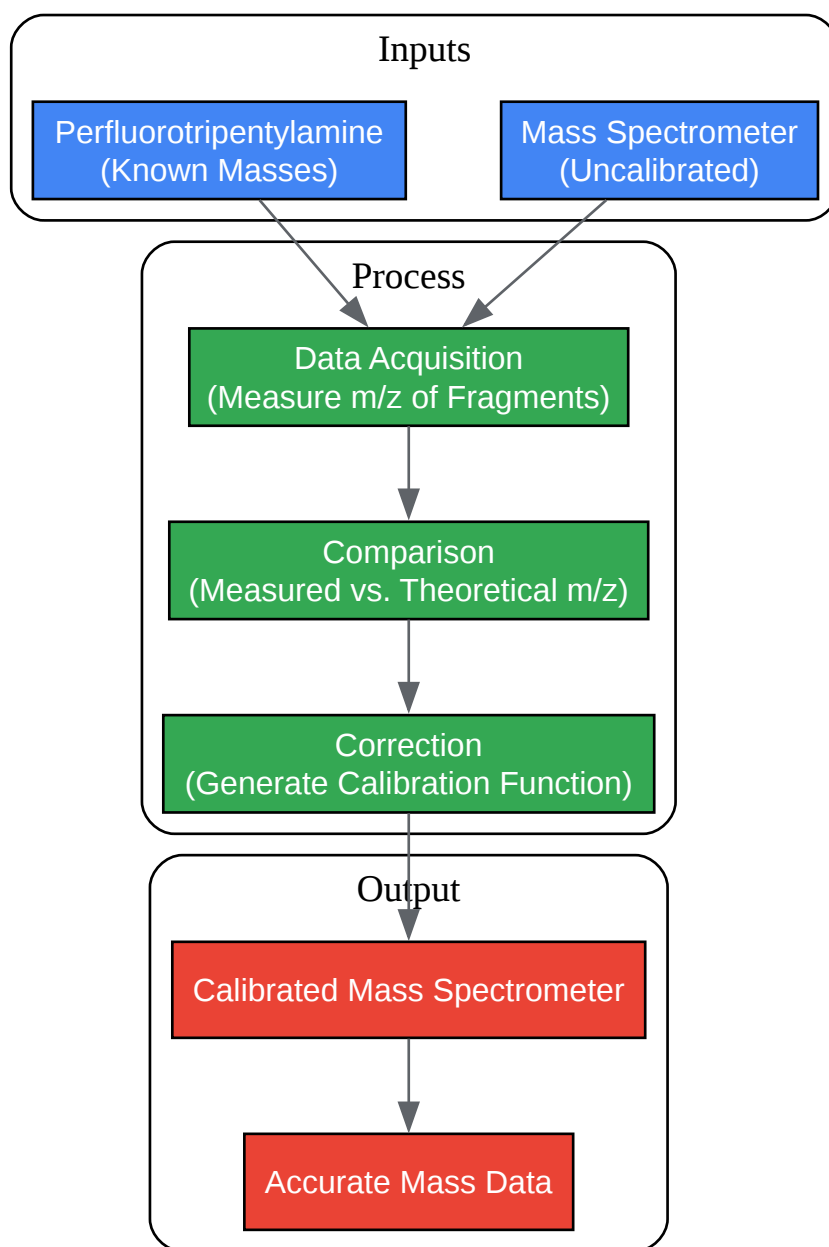 Inputs
Perfluorotripentylamine
(Known Masses)
Mass Spectrometer
(Uncalibrated)
Process
Data Acquisition
(Measure m/z of Fragments)
Comparison
(Measured vs. Theoretical m/z)
Correction
(Generate Calibration Function)
Output
Calibrated Mass Spectrometer
Accurate Mass Data